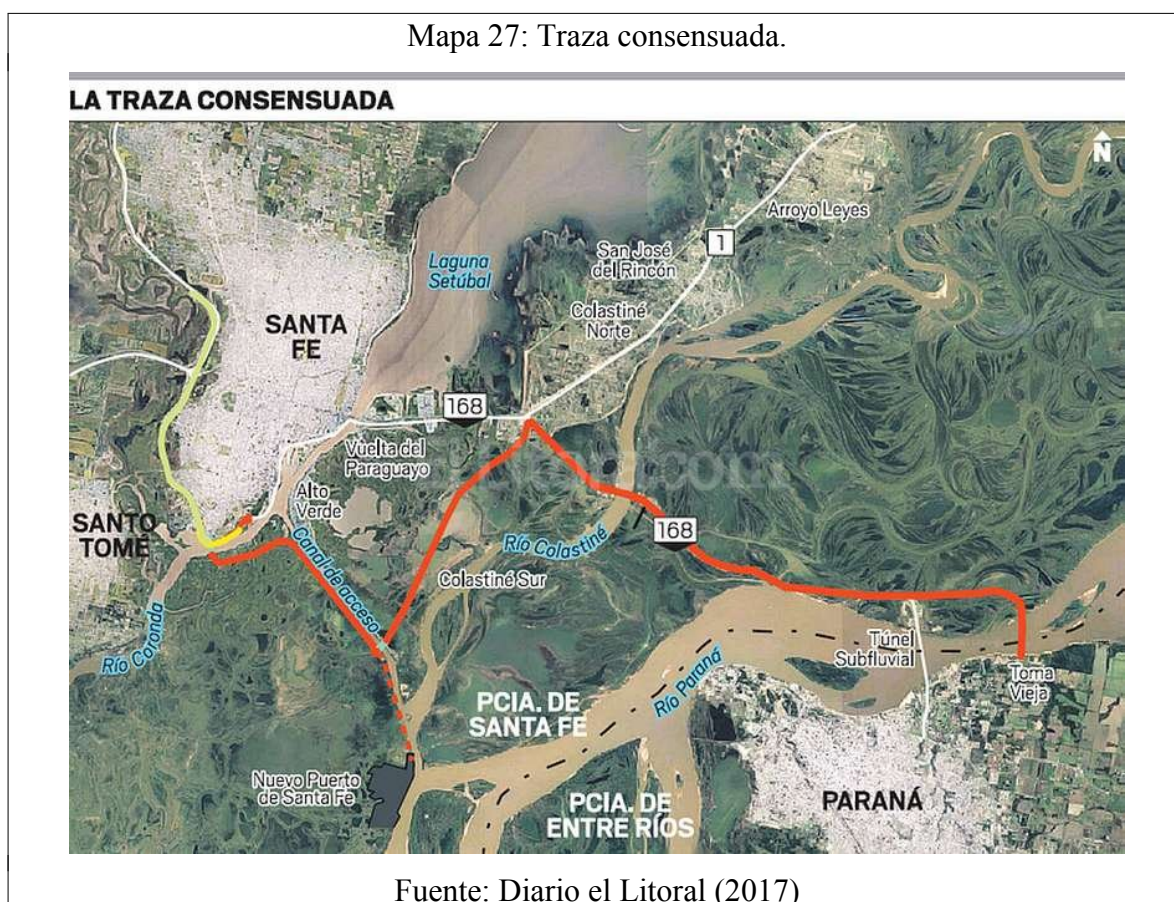 Mapa 27: Traza consensuada.
LA TRAZA CONSENSUADA
N
Arroyo Leyes
1
San José
del Rincón
Laguna
Setúbal
Colastiné
Norte
SANTA
FE
168
Vuelta del
Paraguayo
Alto
Verde
SANTO
TOMÉ
168
Río Colastiné
Canal de acceso
Colastiné Sur
Río Coronda
Túnel
Subfluvial
Toma
Vieja
Río Paraná
PCIA. DE
SANTA FE
Nuevo Puerto
de Santa Fe
PCIA. DE
ENTRE RÍOS
PARANÁ
Fuente: Diario el Litoral (2017)